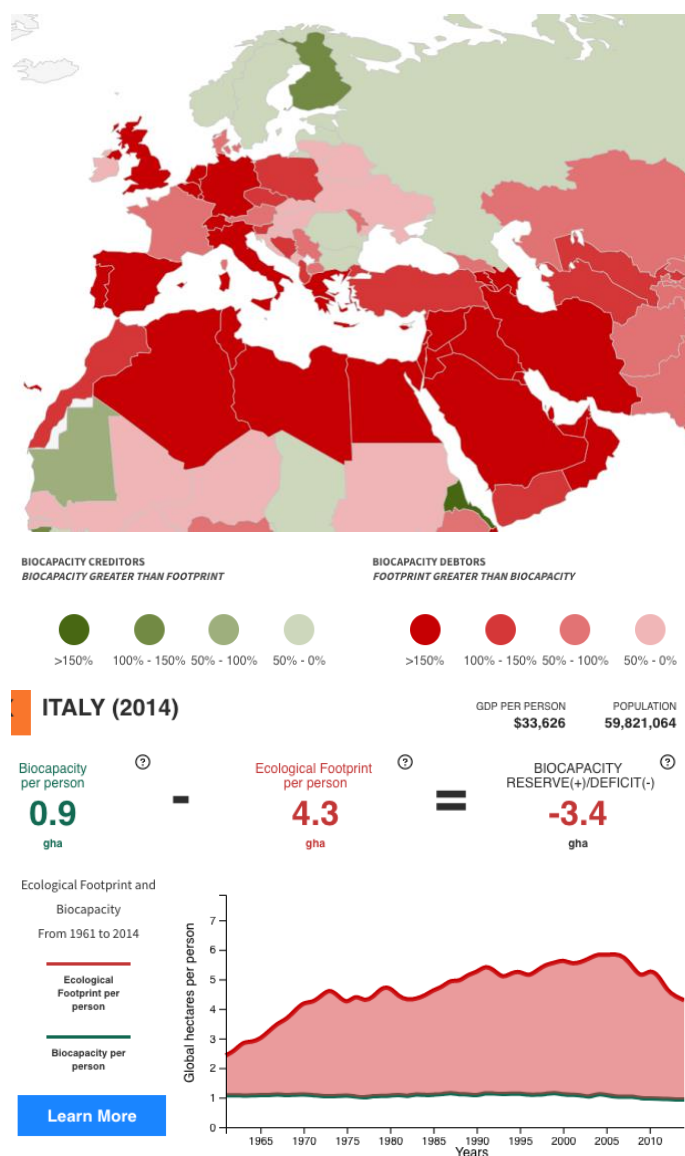 BIOCAPACITY CREDITORS
BIOCAPACITY GREATER THAN FOOTPRINT
>150%
100% - 150%
50% - 100%
50% - 0%
BIOCAPACITY DEBTORS
FOOTPRINT GREATER THAN BIOCAPACITY
>150%
100% - 150%
50% - 100%
50% - 0%
ITALY (2014)
GDP PER PERSON
$33,626
POPULATION
59,821,064
Biocapacity
per person
?
0.9
gha
-
Ecological Footprint
per person
?
4.3
gha
=
BIOCAPACITY
RESERVE(+)/DEFICIT(-)
?
-3.4
gha
Ecological Footprint and
Biocapacity
From 1961 to 2014
Ecological
Footprint per
person
Biocapacity per
person
Learn More
Global hectares per person
7
6
5
4
3
2
1
0
1965
1970
1975
1980
1985
1990
1995
2000
2005
2010
Years